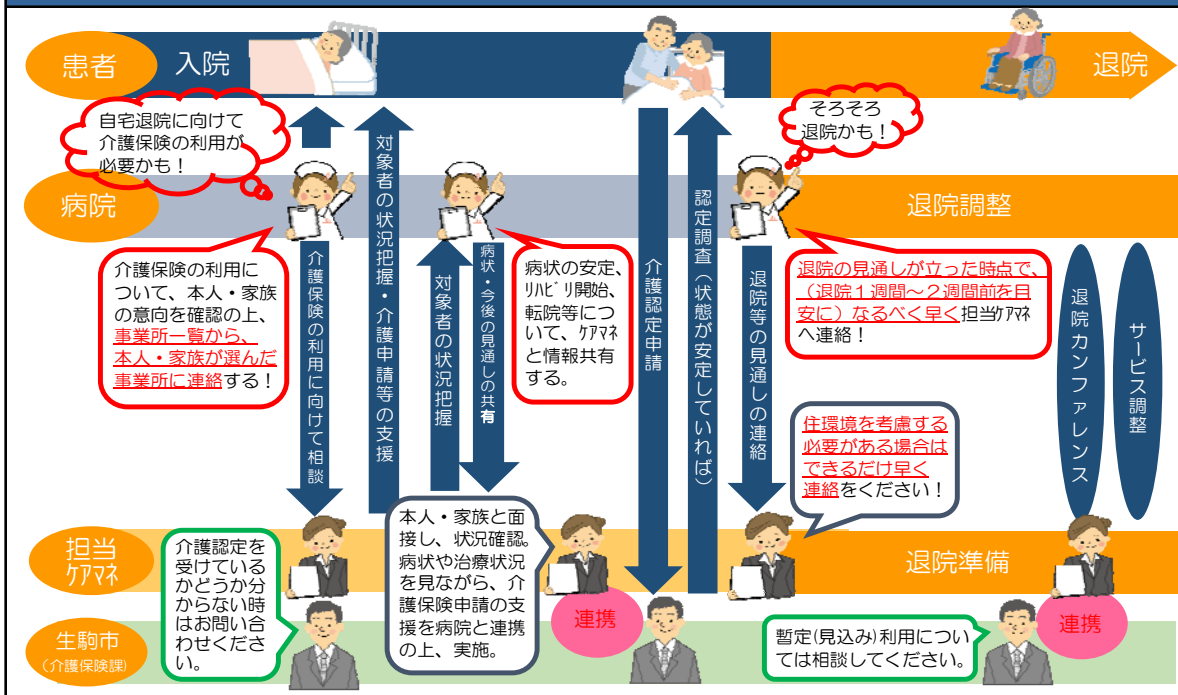 患者
入院
退院
自宅退院に向けて
介護保険の利用が
必要かも！
そろそろ
退院かも！
病院
退院調整
介護保険の利用に
ついて、本人・家族
の意向を確認の上、
事業所一覧から、
本人・家族が選んだ
事業所に連絡する！
介護保険の利用に向けて相談
対象者の状況把握・介護申請等の支援
対象者の状況把握
病状・今後の見通しの共有
病状の安定、
ﾘﾊﾋﾞﾘ開始、
転院等につ
いて、ｹｱﾏﾈ
と情報共有
する。
介護認定申請
認定調査（状態が安定していれば）
退院等の見通しの連絡
退院の見通しが立った時点で、
（退院１週間～２週間前を目
安に）なるべく早く担当ｹｱﾏﾈ
へ連絡！
住環境を考慮する
必要がある場合は
できるだけ早く
連絡をください！
退院カンファレンス
サービス調整
担当
ｹｱﾏﾈ
退院準備
介護認定を
受けている
かどうか分
からない時
はお問い合
わせくださ
い。
本人・家族と面
接し、状況確認。
病状や治療状況
を見ながら、介
護保険申請の支
援を病院と連携
の上、実施。
連携
連携
生駒市
（介護保険課）
暫定(見込み)利用につい
ては相談してください。